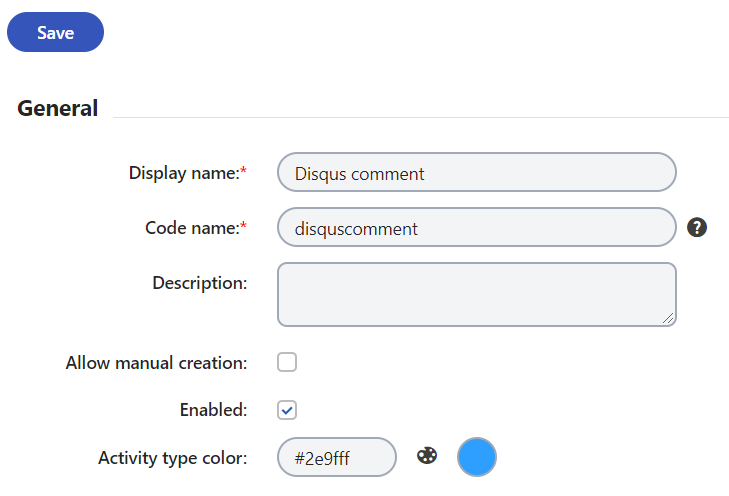 Save
General
Display name:* Disqus comment
Code name:* disquscomment ?
Description:
Allow manual creation:
Enabled:
Activity type color: #2e9fff